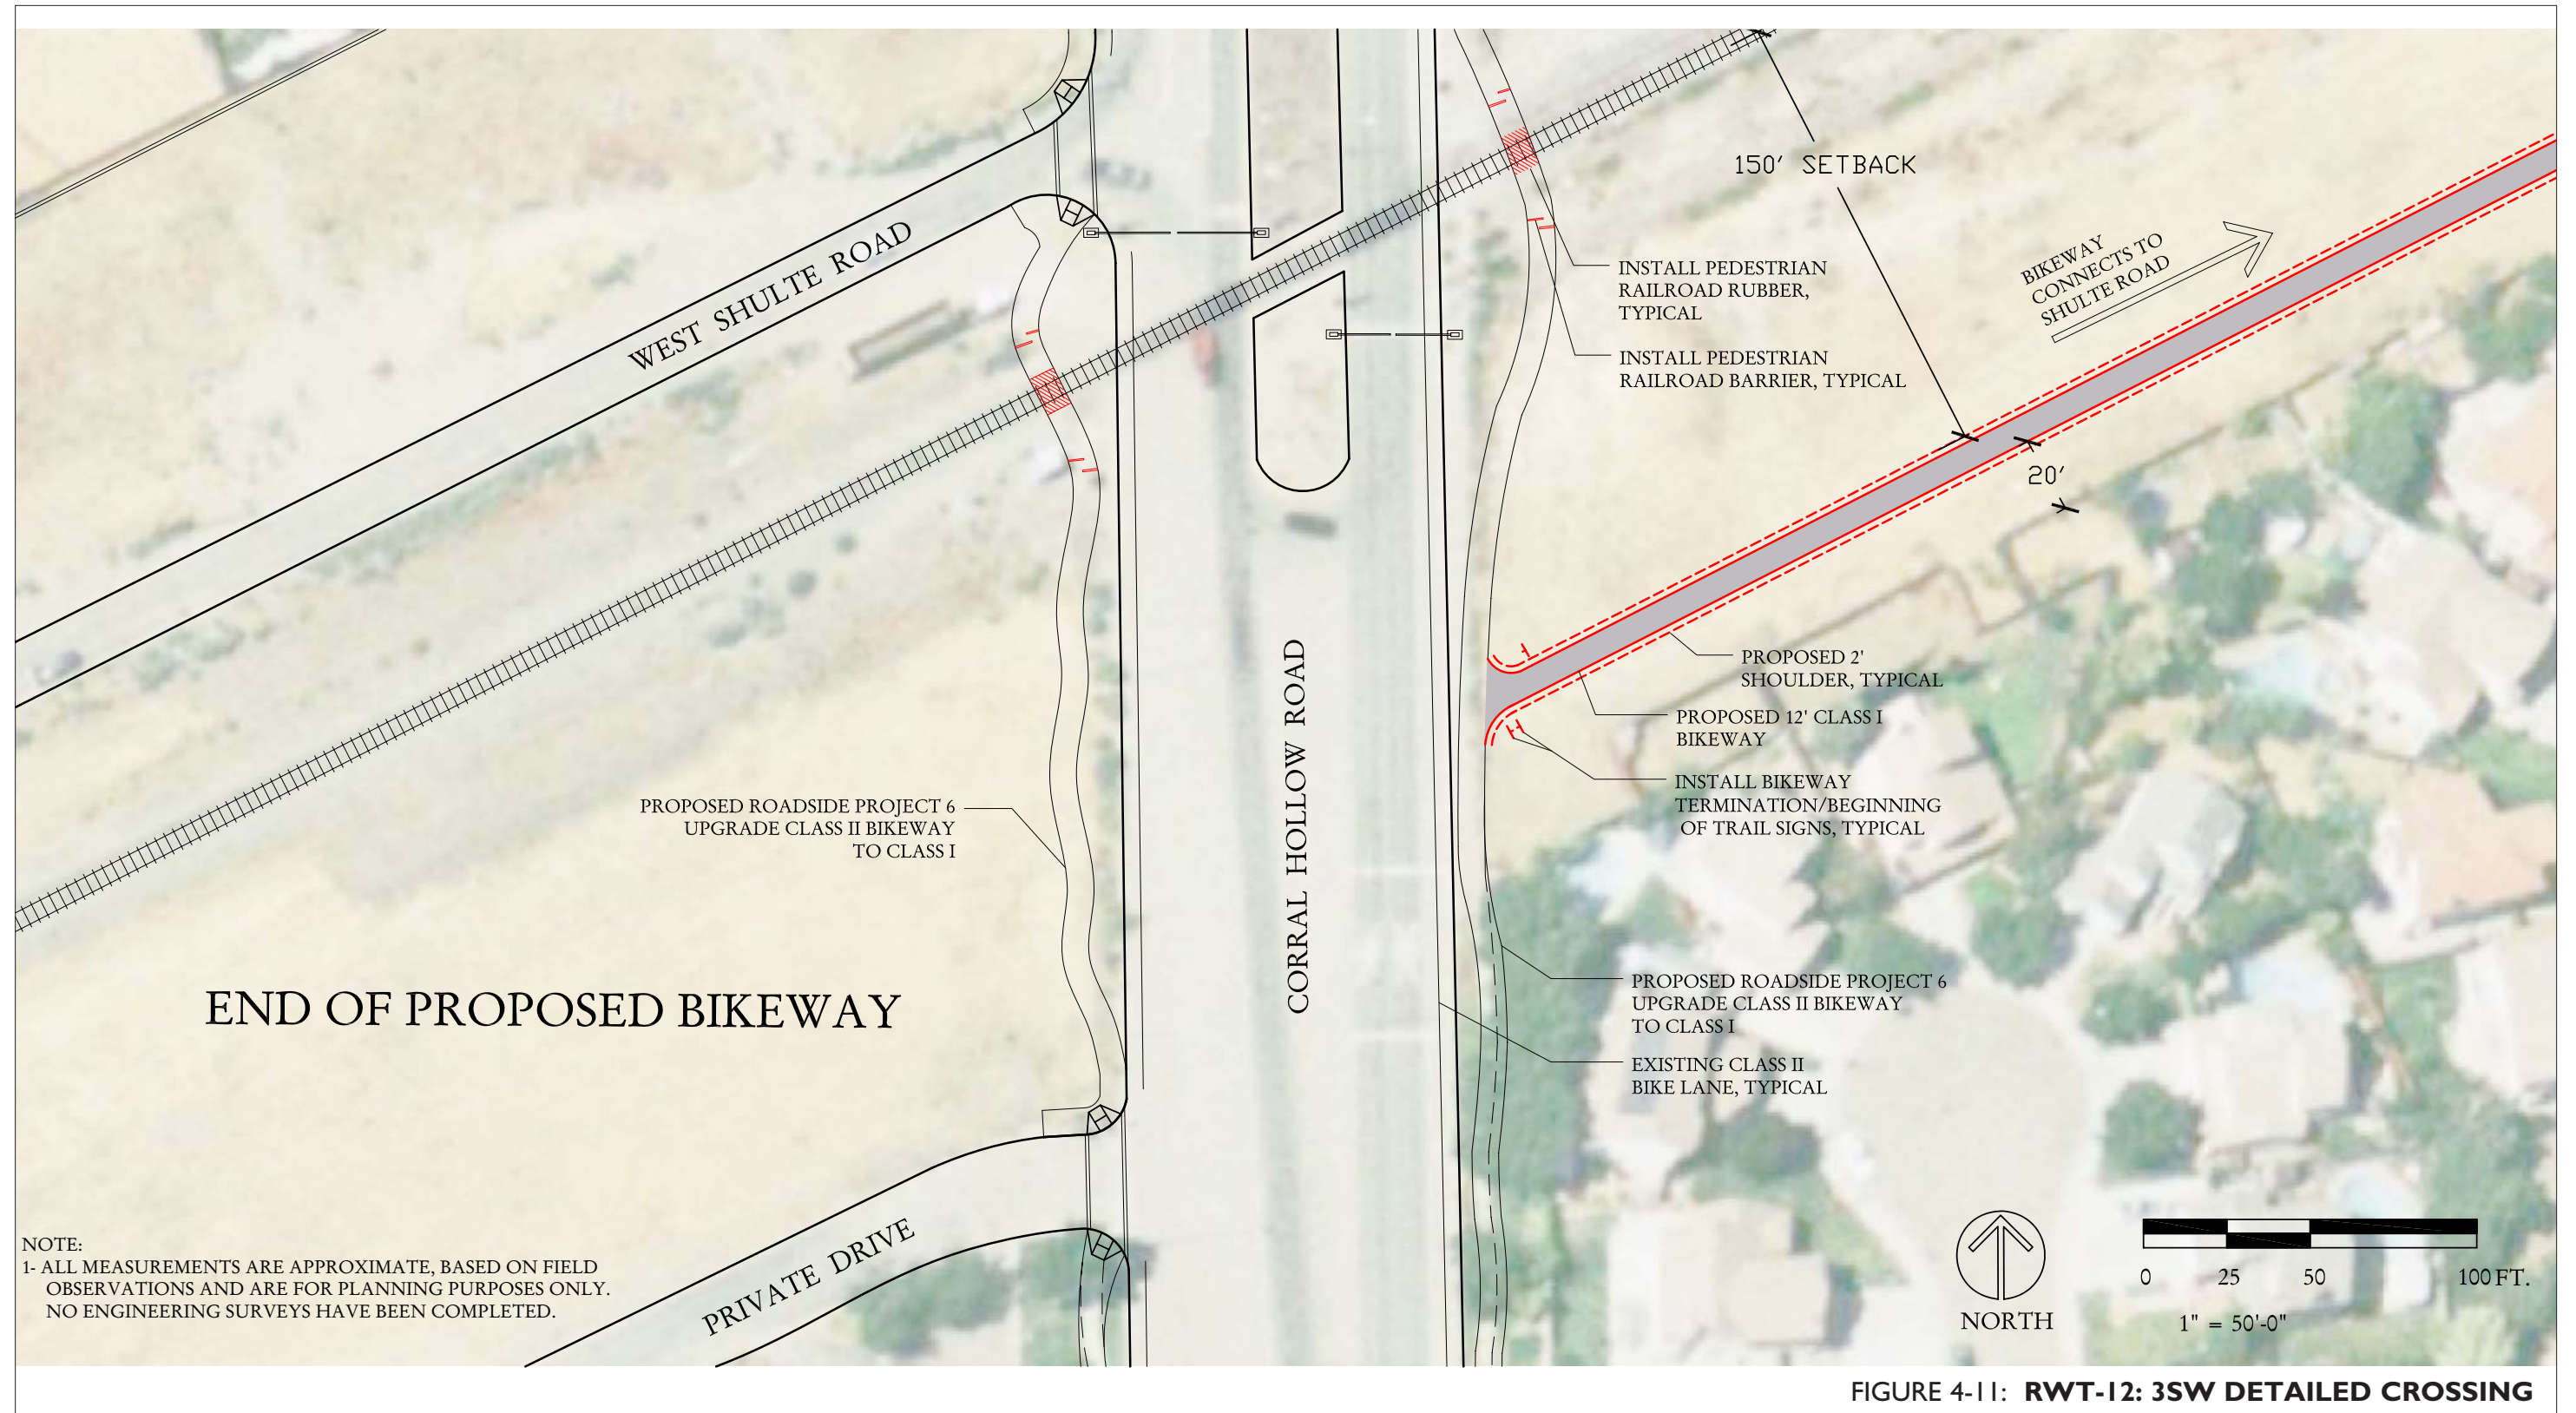 150' SETBACK
WEST SHULTE ROAD
BIKEWAY
CONNECTS TO
SHULTE ROAD
INSTALL PEDESTRIAN
RAILROAD RUBBER,
TYPICAL
INSTALL PEDESTRIAN
RAILROAD BARRIER, TYPICAL
20'
PROPOSED 2'
SHOULDER, TYPICAL
PROPOSED 12' CLASS I
BIKEWAY
INSTALL BIKEWAY
TERMINATION/BEGINNING
OF TRAIL SIGNS, TYPICAL
PROPOSED ROADSIDE PROJECT 6
UPGRADE CLASS II BIKEWAY
TO CLASS I
CORRAL HOLLOW ROAD
END OF PROPOSED BIKEWAY
PROPOSED ROADSIDE PROJECT 6
UPGRADE CLASS II BIKEWAY
TO CLASS I
EXISTING CLASS II
BIKE LANE, TYPICAL
PRIVATE DRIVE
NOTE:
1- ALL MEASUREMENTS ARE APPROXIMATE, BASED ON FIELD
OBSERVATIONS AND ARE FOR PLANNING PURPOSES ONLY.
NO ENGINEERING SURVEYS HAVE BEEN COMPLETED.
NORTH
0 25 50 100 FT.
1" = 50'-0"
FIGURE 4-11: RWT-12: 3SW DETAILED CROSSING